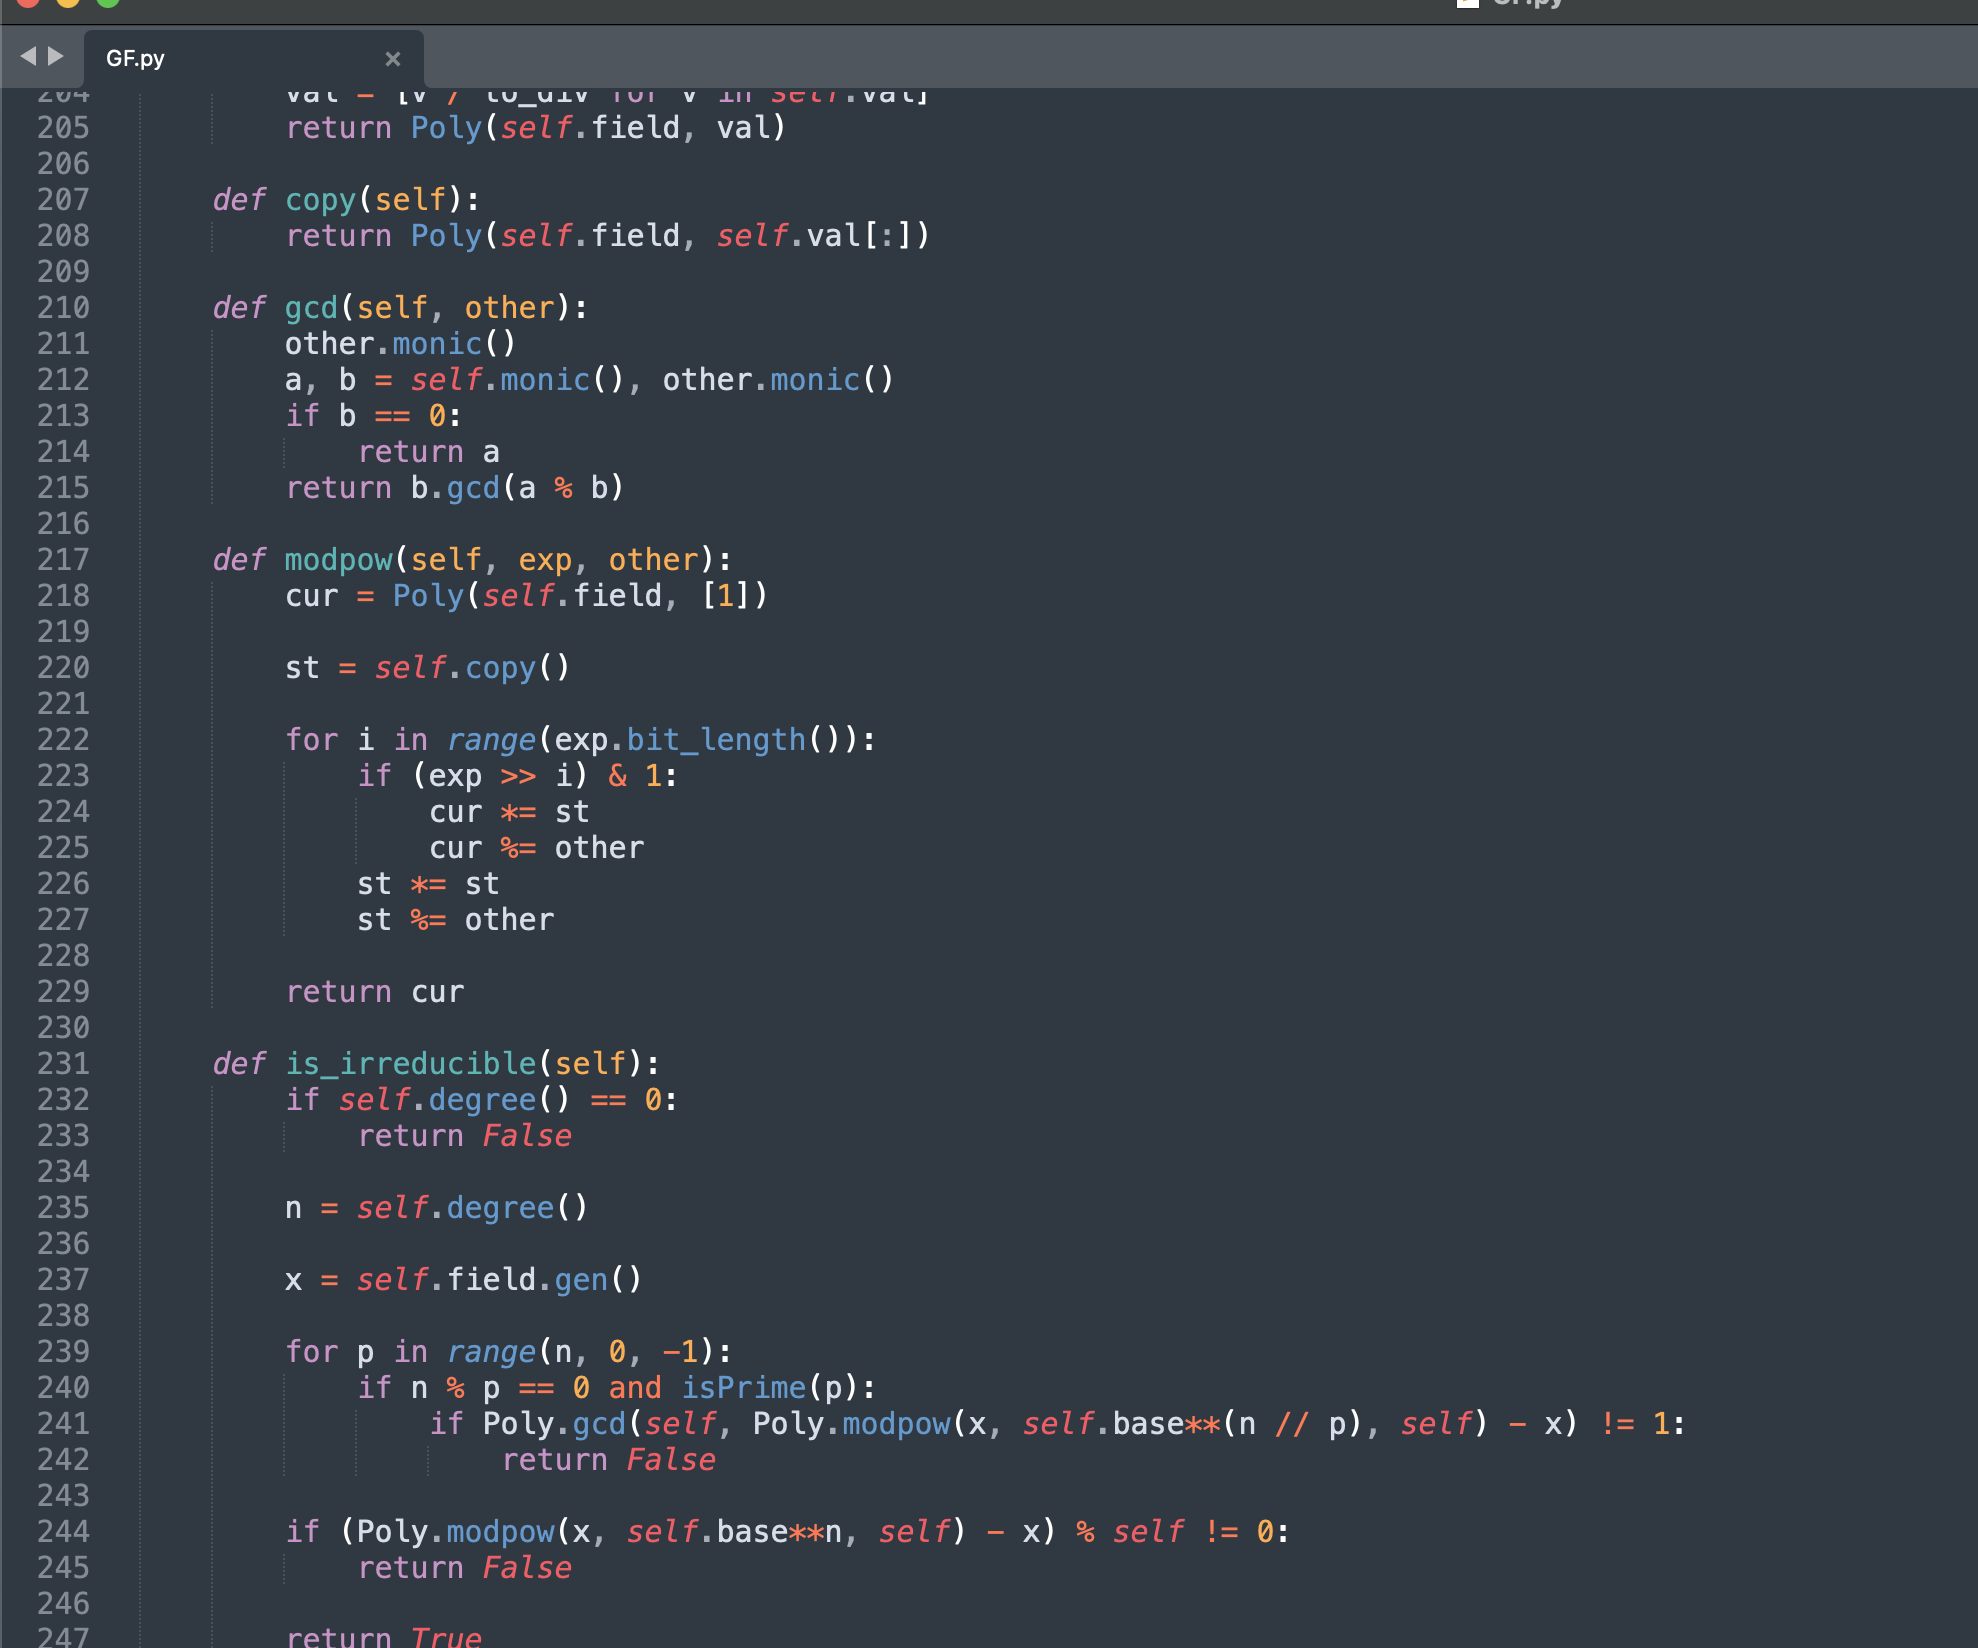 GF.py
GF.py
204 val = [v / to_div for v in self.val]
205 return Poly(self.field, val)
206
207 def copy(self):
208 return Poly(self.field, self.val[:])
209
210 def gcd(self, other):
211 other.monic()
212 a, b = self.monic(), other.monic()
213 if b == 0:
214 return a
215 return b.gcd(a % b)
216
217 def modpow(self, exp, other):
218 cur = Poly(self.field, [1])
219
220 st = self.copy()
221
222 for i in range(exp.bit_length()):
223 if (exp >> i) & 1:
224 cur *= st
225 cur %= other
226 st *= st
227 st %= other
228
229 return cur
230
231 def is_irreducible(self):
232 if self.degree() == 0:
233 return False
234
235 n = self.degree()
236
237 x = self.field.gen()
238
239 for p in range(n, 0, -1):
240 if n % p == 0 and isPrime(p):
241 if Poly.gcd(self, Poly.modpow(x, self.base**(n // p), self) - x) != 1:
242 return False
243
244 if (Poly.modpow(x, self.base**n, self) - x) % self != 0:
245 return False
246
247 return True